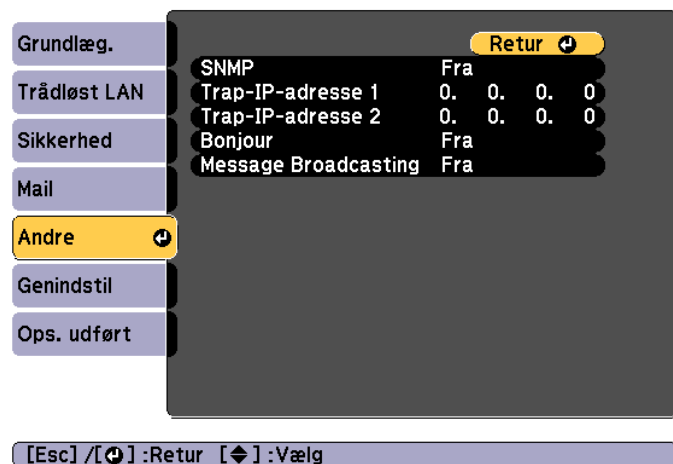 Grundlæg.
Trådløst LAN
Sikkerhed
Mail
Andre
Genindstil
Ops. udført
Retur
SNMP Fra
Trap-IP-adresse 1 0. 0. 0. 0
Trap-IP-adresse 2 0. 0. 0. 0
Bonjour Fra
Message Broadcasting Fra
[Esc] /[⏎] :Retur [◆] :Vælg